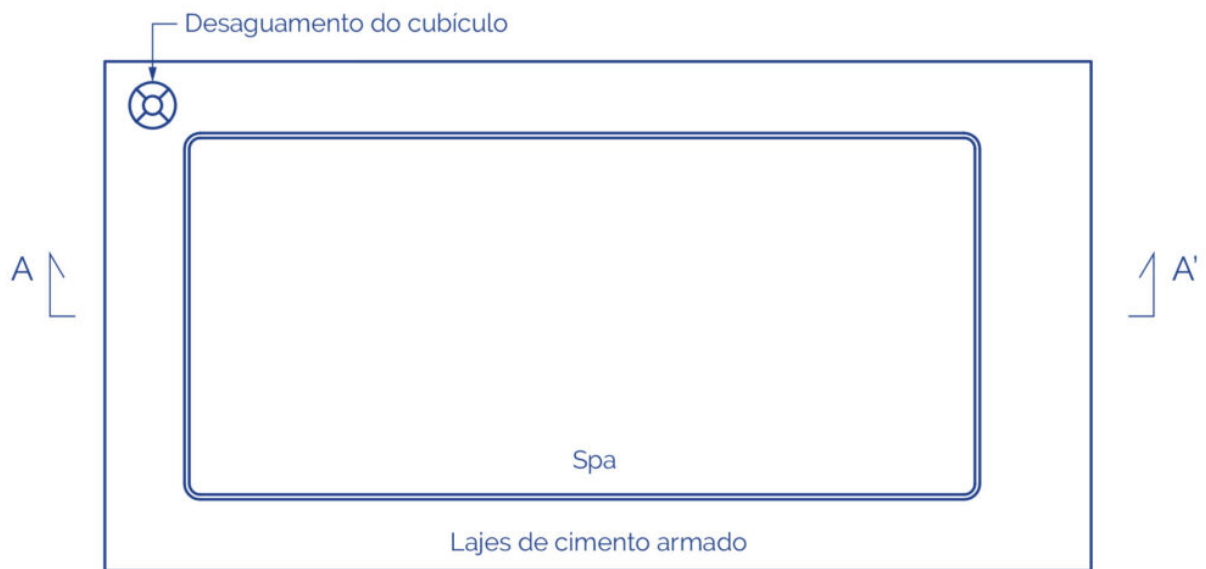 Desaguamento do cubículo
A
A'
Spa
Lajes de cimento armado